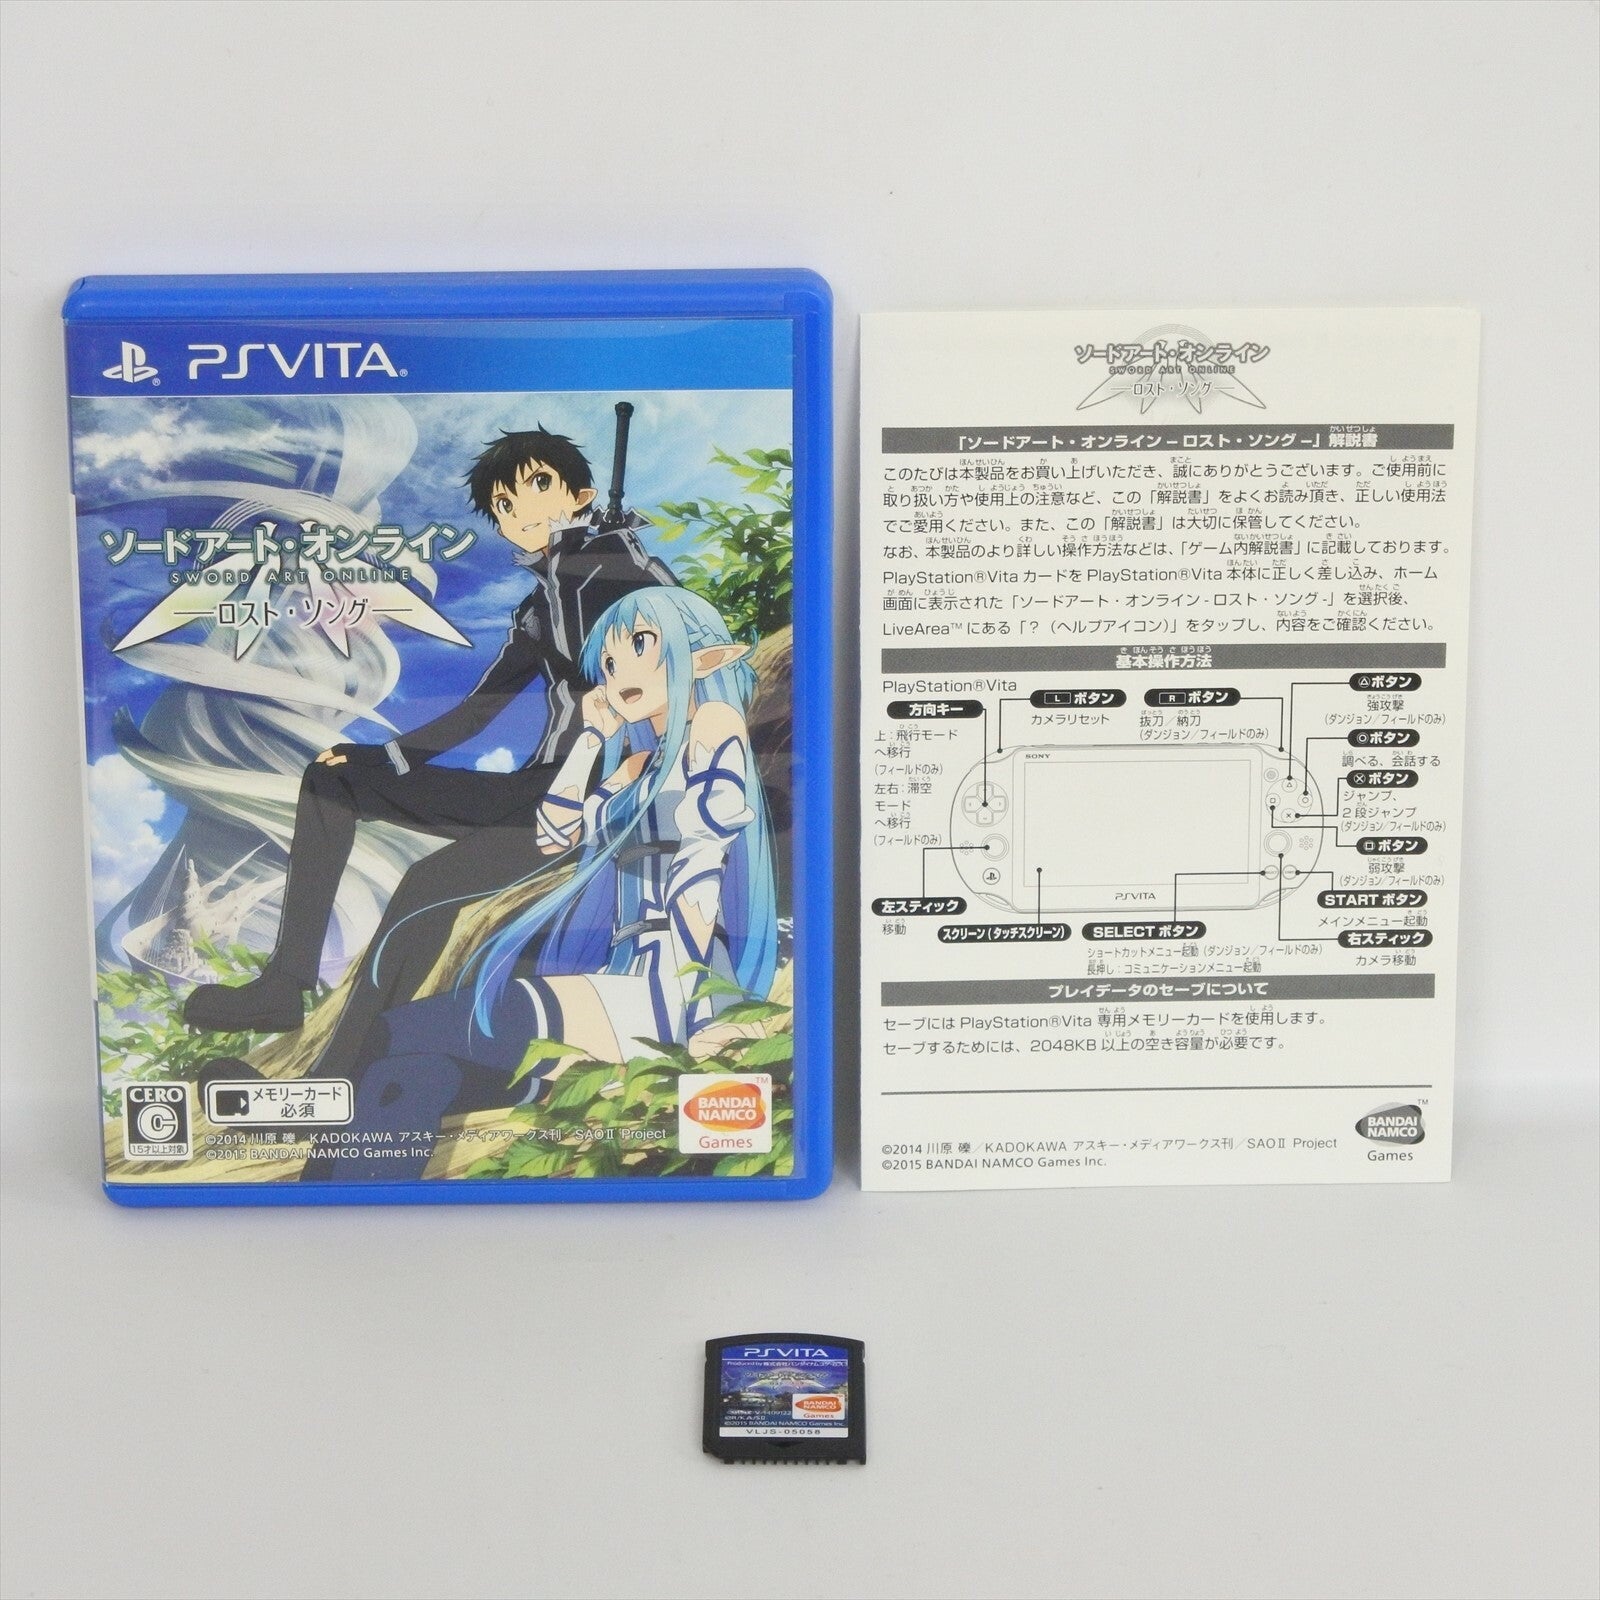 PSVITA
ソードアート・オンライン
SWORD ART ONLINE
ロスト・ソング
CERO
C
15才以上対象
メモリーカード
必須
©2014 川原 礫／KADOKAWA アスキー・メディアワークス刊／SAOⅡ Project
©2015 BANDAI NAMCO Games Inc.
BANDAI
NAMCO
Games
ソードアート・オンライン
SWORD ART ONLINE
ロスト・ソング
「ソードアート・オンライン－ロスト・ソング－」解説書
このたびは本製品をお買い上げいただき、誠にありがとうございます。ご使用前に
取り扱い方や使用上の注意など、この「解説書」をよくお読み頂き、正しい使用法
でご愛用ください。また、この「解説書」は大切に保管してください。
なお、本製品のより詳しい操作方法などは、「ゲーム内解説書」に記載しております。
PlayStation®Vita カードを PlayStation®Vita 本体に正しく差し込み、ホーム
画面に表示された「ソードアート・オンライン-ロスト・ソング-」を選択後、
LiveArea™ にある「？（ヘルプアイコン）」をタップし、内容をご確認ください。
基本操作方法
PlayStation®Vita
方向キー
上：飛行モード
へ移行
(フィールドのみ)
左右：滞空
モード
へ移行
(フィールドのみ)
左スティック
移動
L ボタン
カメラリセット
R ボタン
抜刀／納刀
(ダンジョン／フィールドのみ)
△ボタン
強攻撃
(ダンジョン／フィールドのみ)
○ボタン
調べる、会話する
×ボタン
ジャンプ、
2段ジャンプ
(ダンジョン／フィールドのみ)
□ボタン
弱攻撃
(ダンジョン／フィールドのみ)
START ボタン
メインメニュー起動
右スティック
カメラ移動
SONY
PSVITA
スクリーン(タッチスクリーン)
SELECT ボタン
ショートカットメニュー起動 (ダンジョン／フィールドのみ)
長押し：コミュニケーションメニュー起動
プレイデータのセーブについて
セーブには PlayStation®Vita 専用メモリーカードを使用します。
セーブするためには、2048KB 以上の空き容量が必要です。
©2014 川原 礫／KADOKAWA アスキー・メディアワークス刊／SAOⅡ Project
©2015 BANDAI NAMCO Games Inc.
BANDAI
NAMCO
Games
PSVITA
BANDAI
NAMCO
Games
©2015 BANDAI NAMCO Games Inc.
VLJS-05058